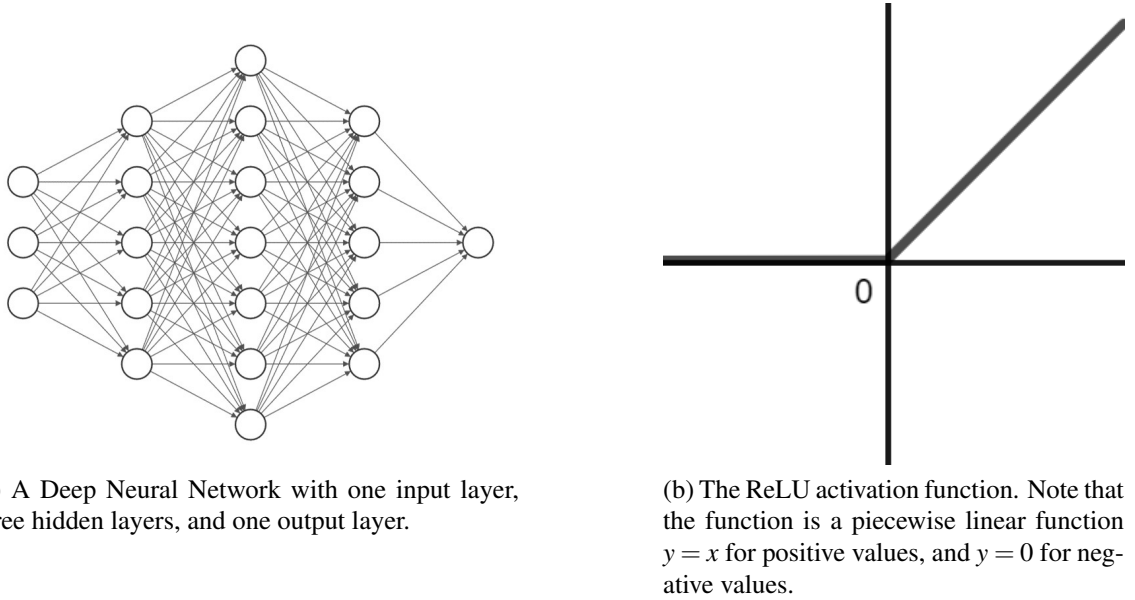 A Deep Neural Network with one input layer,
ree hidden layers, and one output layer.
0
(b) The ReLU activation function. Note that
the function is a piecewise linear function
y = x for positive values, and y = 0 for neg-
ative values.